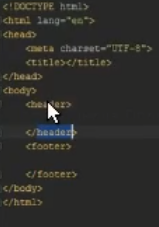 <!DOCTYPE html>
<html lang="en">
<head>
<meta charset="UTF-8">
<title></title>
</head>
<body>
<header>
</header>
<footer>
</footer>
</body>
</html>